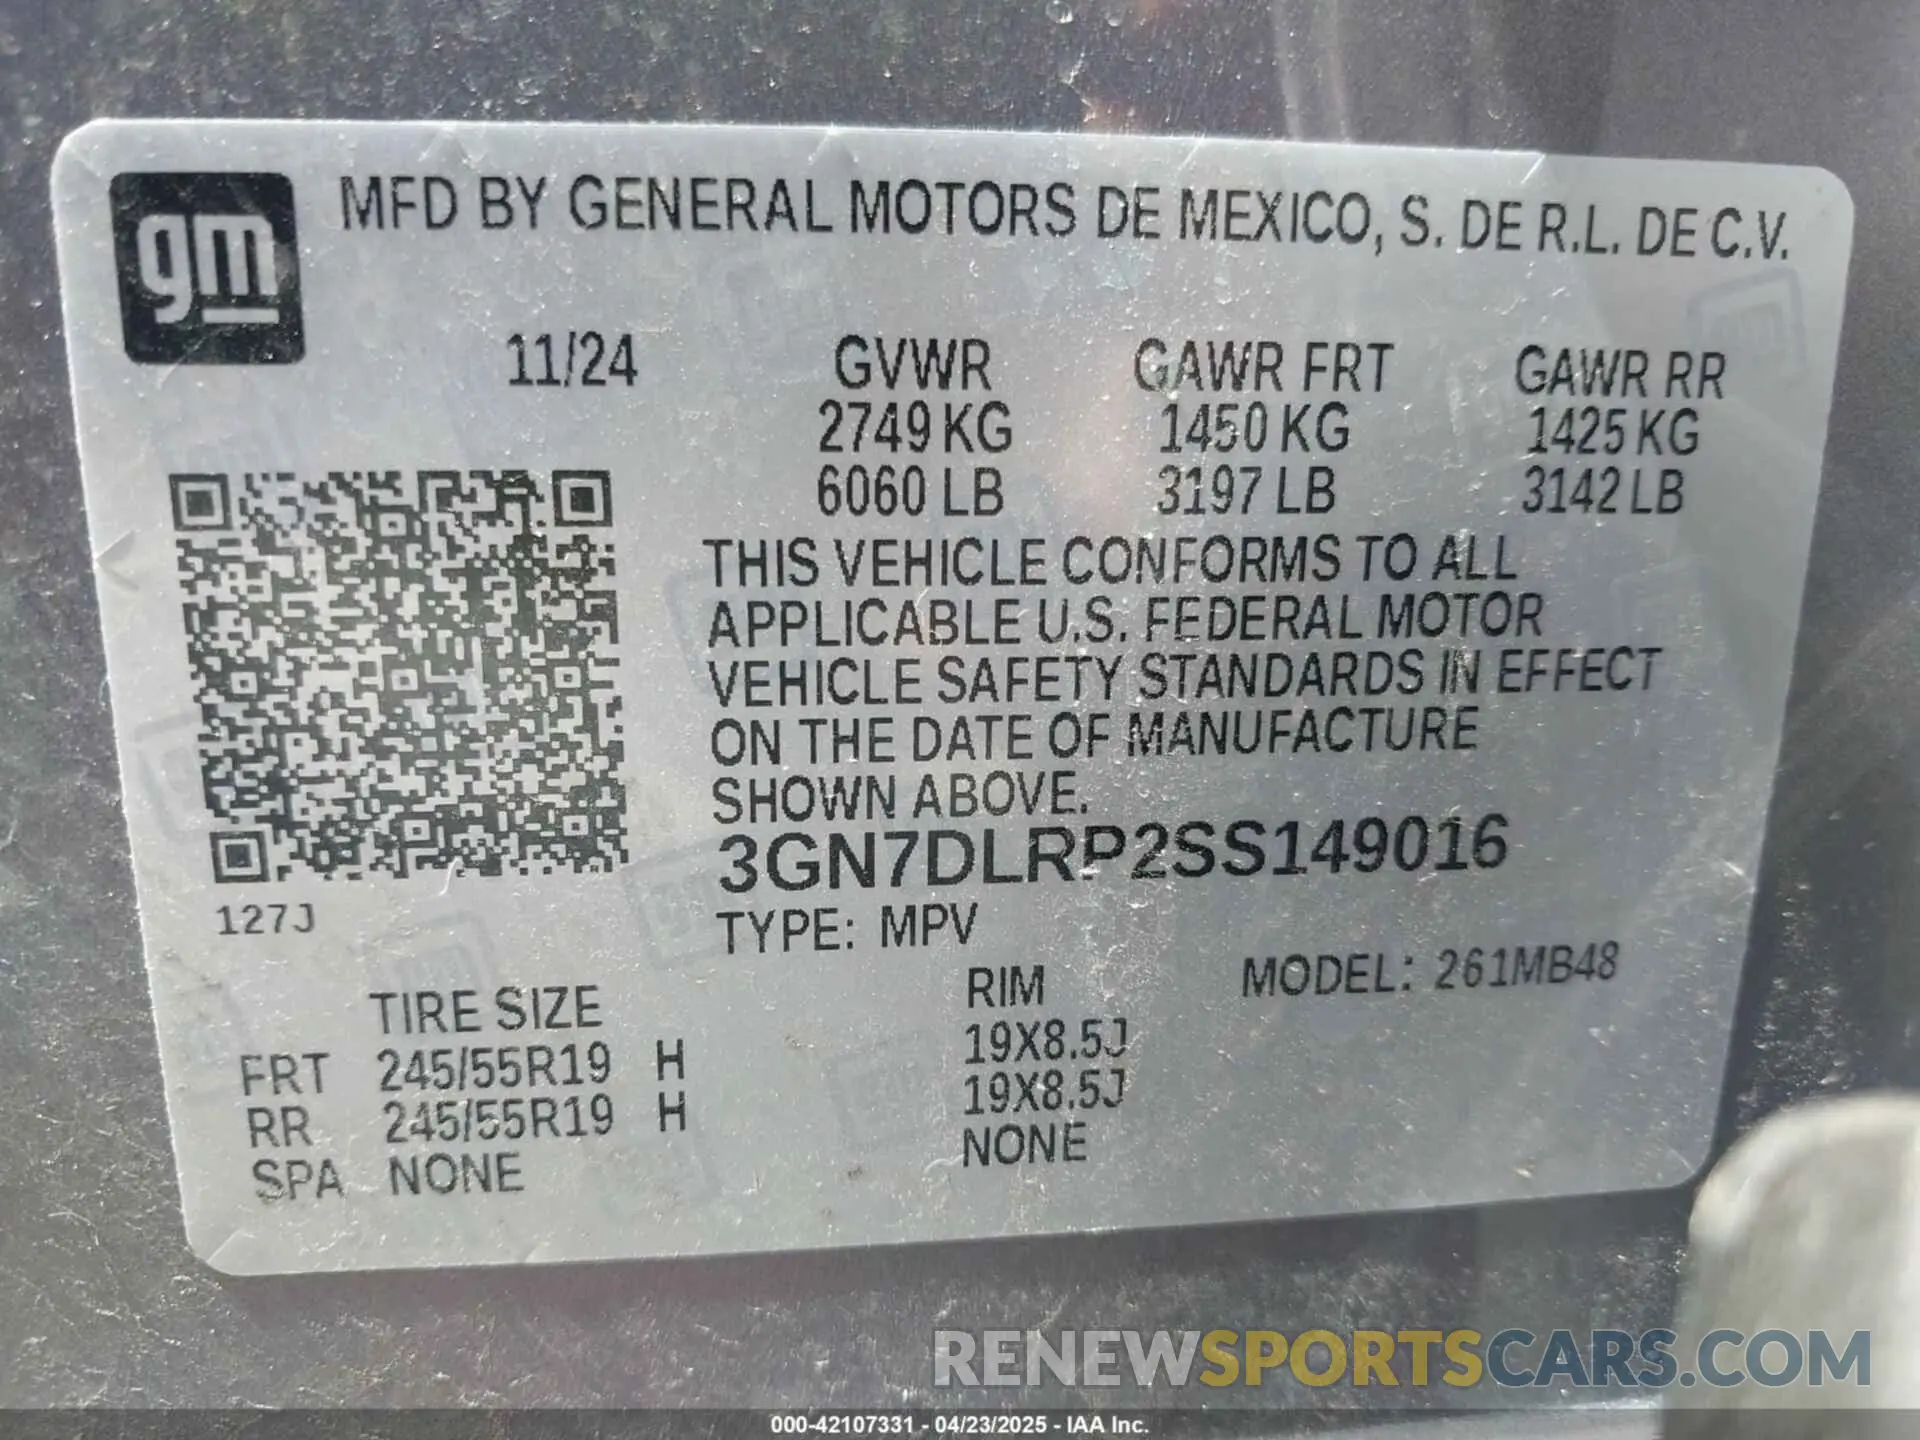 gm
MFD BY GENERAL MOTORS DE MEXICO, S. DE R.L. DE C.V.
11/24 GVWR GAWR FRT GAWR RR
2749 KG 1450 KG 1425 KG
6060 LB 3197 LB 3142 LB
THIS VEHICLE CONFORMS TO ALL
APPLICABLE U.S. FEDERAL MOTOR
VEHICLE SAFETY STANDARDS IN EFFECT
ON THE DATE OF MANUFACTURE
SHOWN ABOVE.
3GN7DLRP2SS149016
127J
TYPE: MPV
MODEL: 261MB48
TIRE SIZE RIM
FRT 245/55R19 H 19X8.5J
RR 245/55R19 H 19X8.5J
SPA NONE NONE
RENEWSPORTSCARS.COM
000-42107331 - 04/23/2025 - IAA Inc.